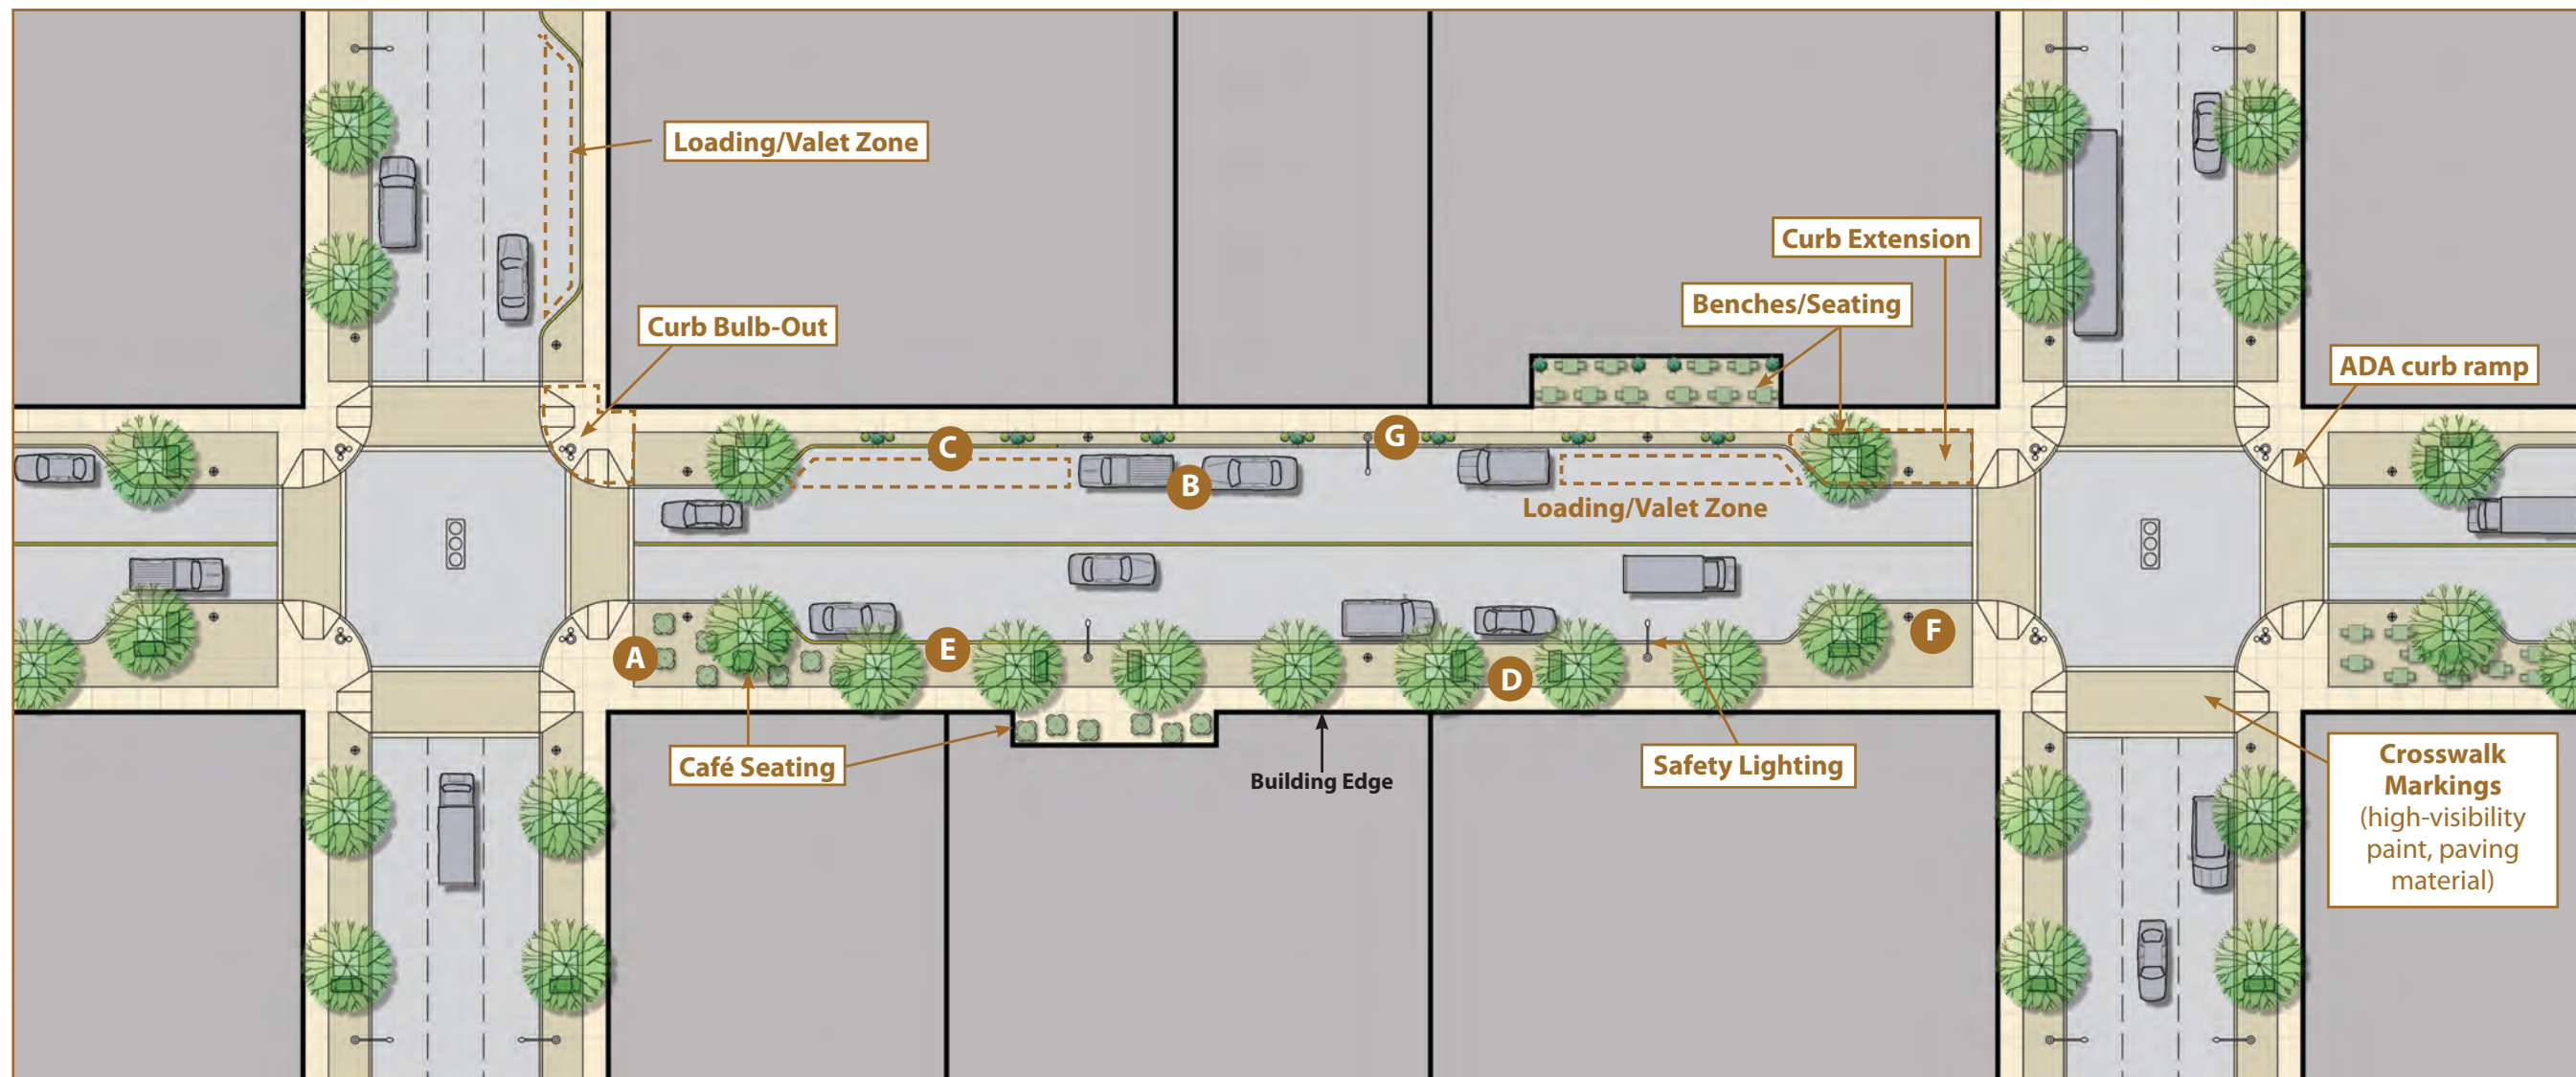 Loading/Valet Zone
Curb Extension
Benches/Seating
Curb Bulb-Out
ADA curb ramp
C
G
B
Loading/Valet Zone
A
E
F
D
Café Seating
Building Edge
Safety Lighting
Crosswalk
Markings
(high-visibility
paint, paving
material)